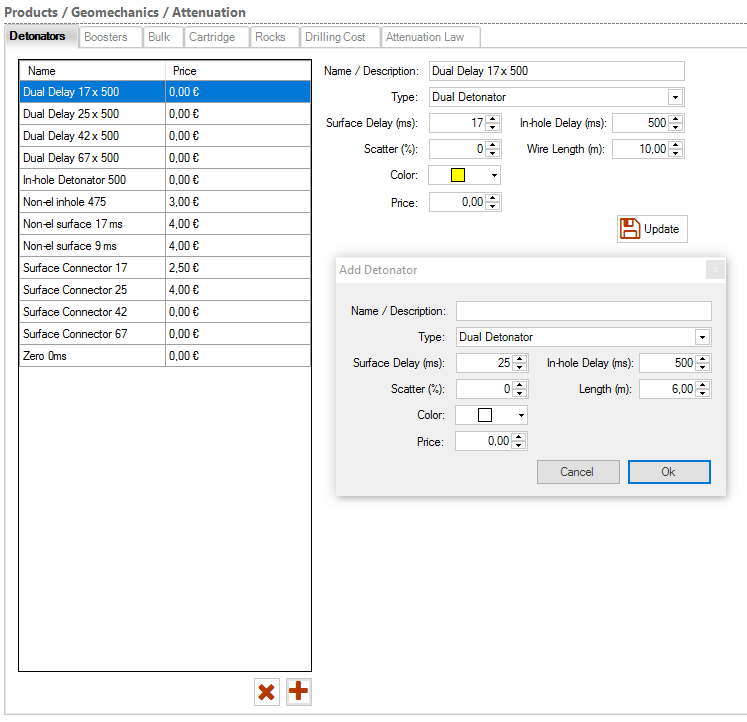 Products / Geomechanics / Attenuation
Detonators Boosters Bulk Cartridge Rocks Drilling Cost Attenuation Law
Name Price
Dual Delay 17 x 500 0,00 €
Dual Delay 25 x 500 0,00 €
Dual Delay 42 x 500 0,00 €
Dual Delay 67 x 500 0,00 €
In-hole Detonator 500 0,00 €
Non-el inhole 475 3,00 €
Non-el surface 17 ms 4,00 €
Non-el surface 9 ms 4,00 €
Surface Connector 17 2,50 €
Surface Connector 25 4,00 €
Surface Connector 42 0,00 €
Surface Connector 67 0,00 €
Zero 0ms 0,00 €
Name / Description: Dual Delay 17 x 500
Type: Dual Detonator
Surface Delay (ms): 17 In-hole Delay (ms): 500
Scatter (%): 0 Wire Length (m): 10,00
Color:
Price: 0,00
Update
Add Detonator
Name / Description:
Type: Dual Detonator
Surface Delay (ms): 25 In-hole Delay (ms): 500
Scatter (%): 0 Length (m): 6,00
Color:
Price: 0,00
Cancel Ok